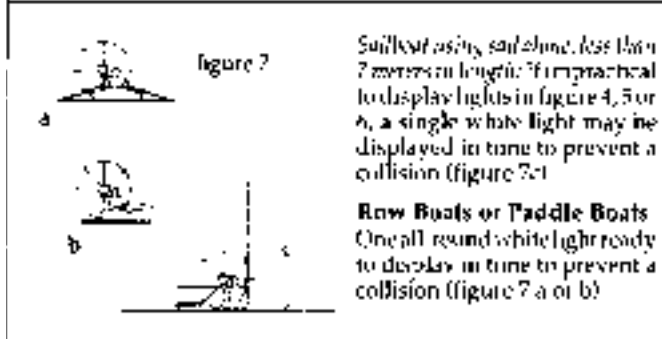 figure 7
a
b
c
Sailboat using sail alone, less than
7 meters in length: If impractical
to display lights in figure 4, 5 or
6, a single white light may be
displayed in time to prevent a
collision (figure 7c)
Row Boats or Paddle Boats
One all round white light ready
to display in time to prevent a
collision (figure 7 a or b)